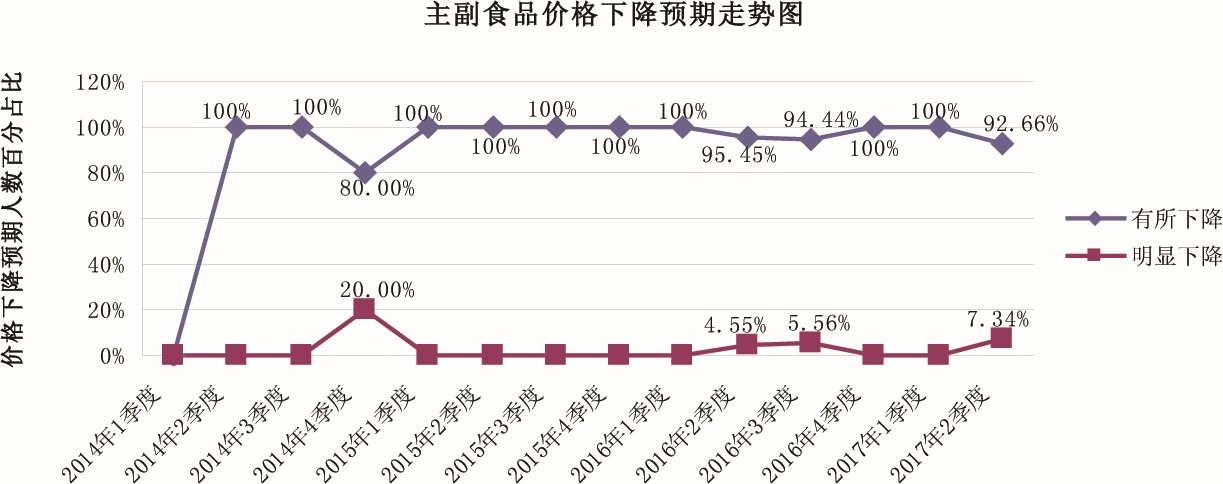 主副食品价格下降预期走势图
价格下降预期人数百分占比
120%
100%
80%
60%
40%
20%
0%
100%
100%
80.00%
100%
100%
100%
100%
100%
95.45%
94.44%
100%
100%
92.66%
20.00%
4.55%
5.56%
7.34%
有所下降
明显下降
2014年1季度
2014年2季度
2014年3季度
2014年4季度
2015年1季度
2015年2季度
2015年3季度
2015年4季度
2016年1季度
2016年2季度
2016年3季度
2016年4季度
2017年1季度
2017年2季度